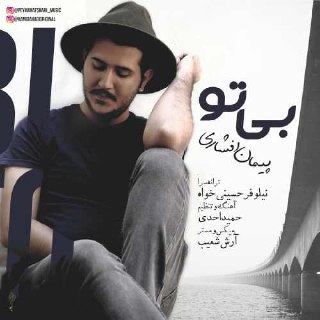 @PEYMANAFSHARI_MUSIC
بی تو
پیمان افشاری
ترانه‌سرا
نیلوفر حسینی خواه
آهنگ و تنظیم
حمید احدی
میکس و مستر
آرش شعیب